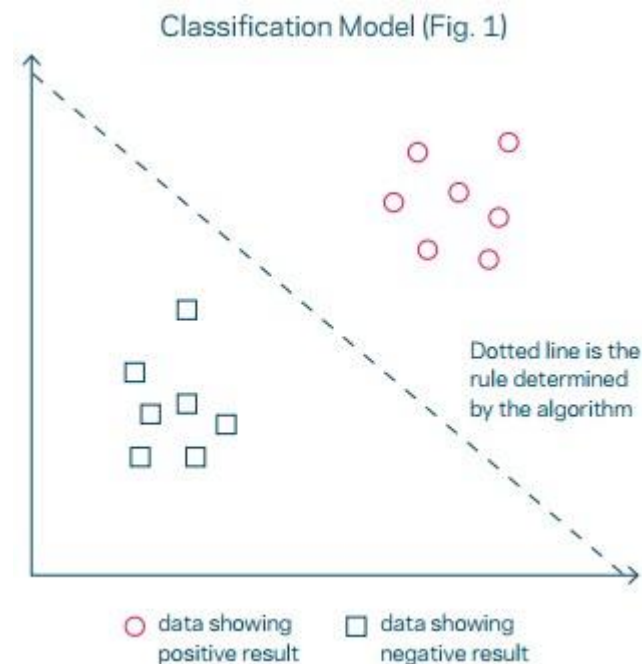 Classification Model (Fig. 1)
Dotted line is the
rule determined
by the algorithm
data showing
positive result
data showing
negative result